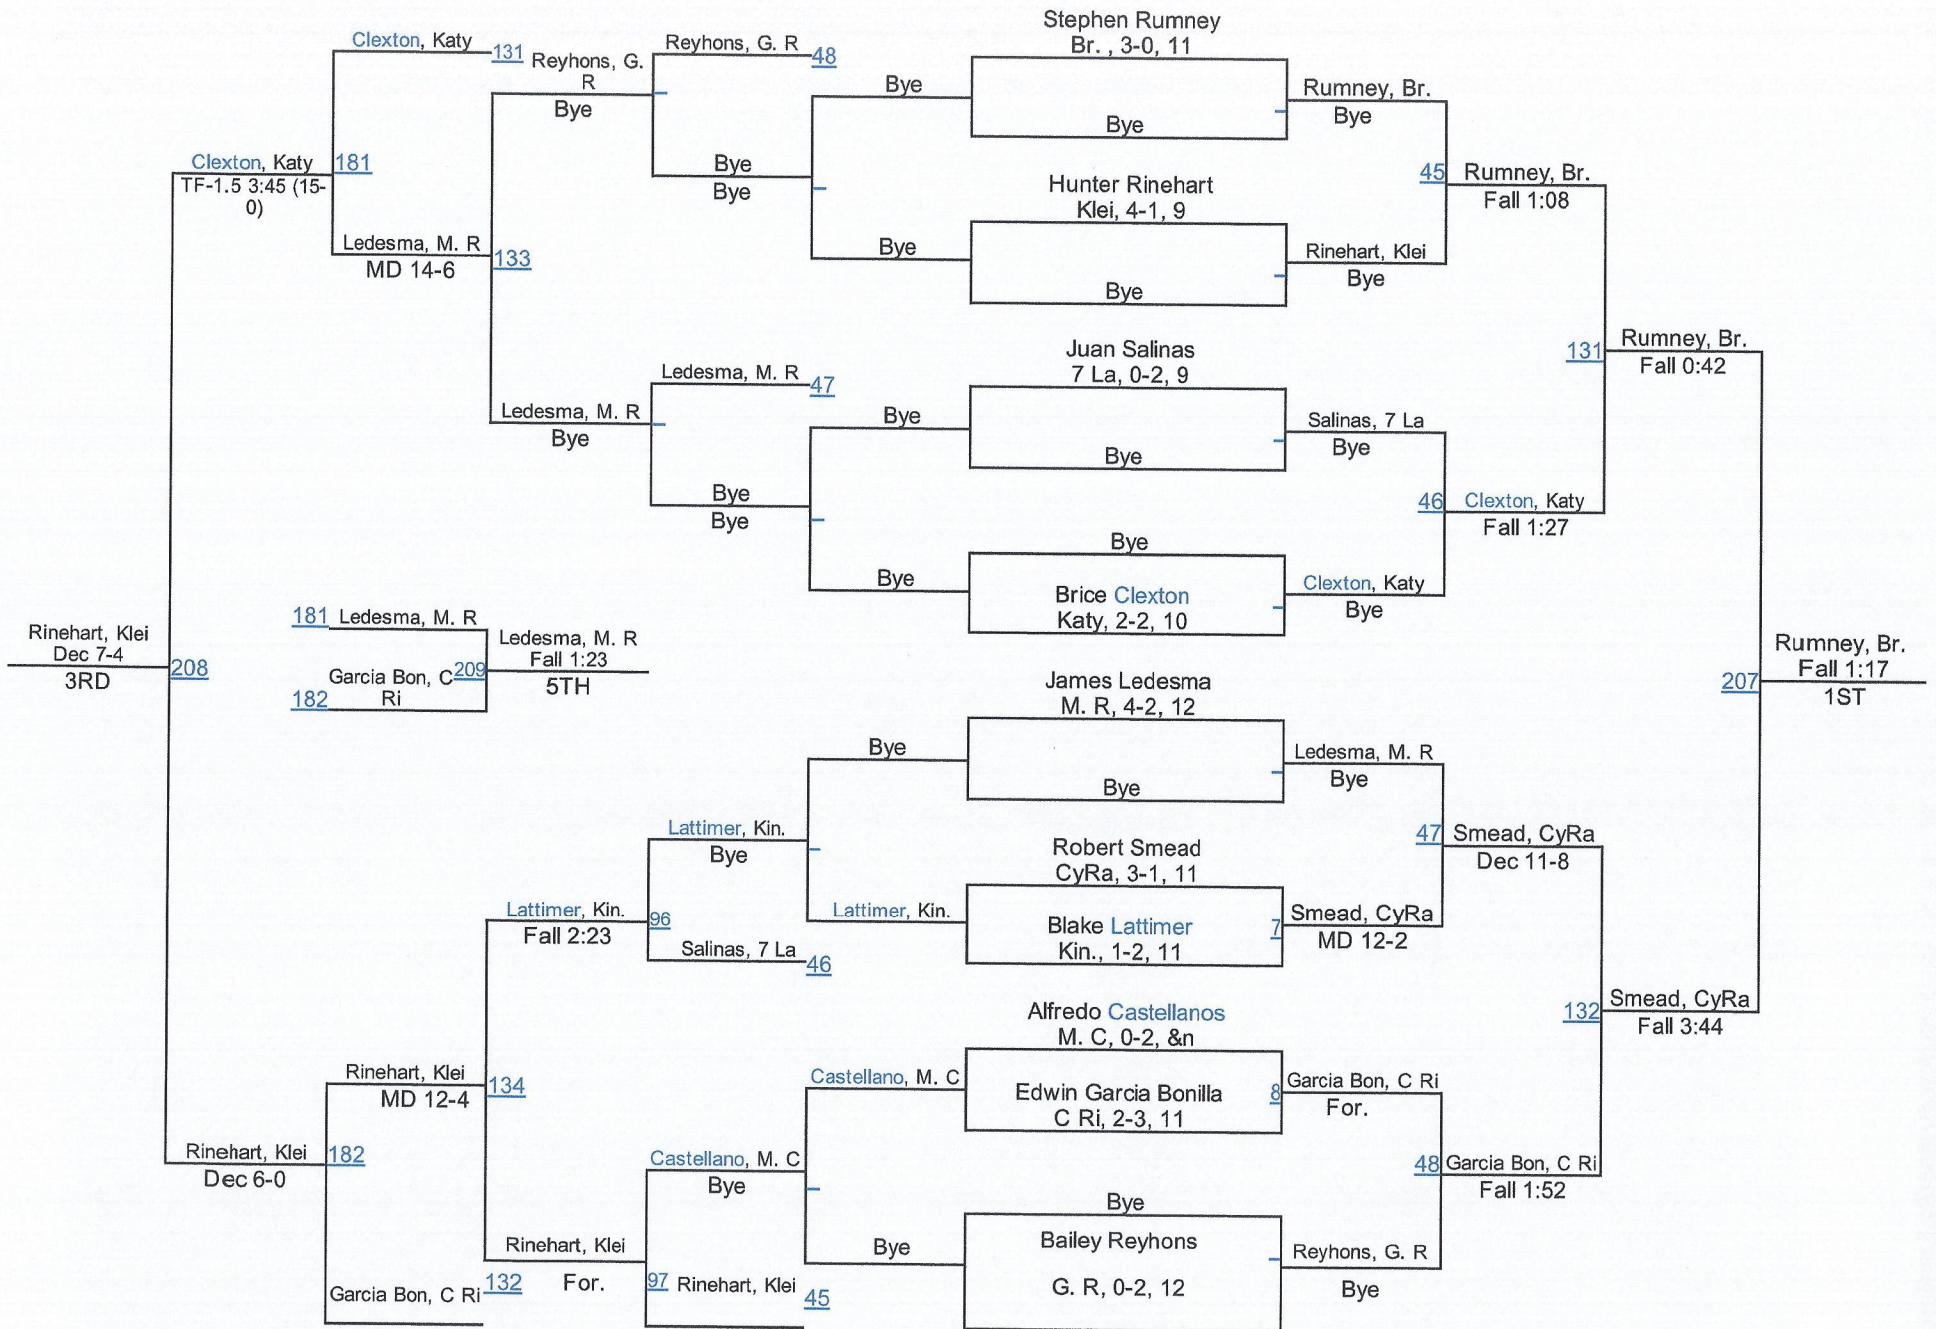 Stephen Rumney
Br. , 3-0, 11
Clexton, Katy
131
Reyhons, G.
R
Bye
Reyhons, G. R
48
Bye
Bye
Rumney, Br.
Bye
Clexton, Katy
181
TF-1.5 3:45 (15-
0)
Bye
Bye
Hunter Rinehart
Klei, 4-1, 9
45
Rumney, Br.
Fall 1:08
Ledesma, M. R
133
MD 14-6
Bye
Bye
Rinehart, Klei
Bye
Juan Salinas
7 La, 0-2, 9
131
Rumney, Br.
Fall 0:42
Ledesma, M. R
47
Ledesma, M. R
Bye
Bye
Bye
Salinas, 7 La
Bye
Bye
Bye
46
Clexton, Katy
Fall 1:27
Bye
Bye
Brice Clexton
Katy, 2-2, 10
Clexton, Katy
Bye
Rinehart, Klei
Dec 7-4
3RD
208
181
Ledesma, M. R
Garcia Bon, C
Ri
182
209
Ledesma, M. R
Fall 1:23
5TH
James Ledesma
M. R, 4-2, 12
207
Rumney, Br.
Fall 1:17
1ST
Bye
Bye
Ledesma, M. R
Bye
Lattimer, Kin.
Bye
Robert Smead
CyRa, 3-1, 11
47
Smead, CyRa
Dec 11-8
Lattimer, Kin.
Fall 2:23
96
Lattimer, Kin.
Blake Lattimer
Kin., 1-2, 11
7
Smead, CyRa
MD 12-2
Salinas, 7 La
46
Alfredo Castellanos
M. C, 0-2, &n
132
Smead, CyRa
Fall 3:44
Rinehart, Klei
MD 12-4
134
Castellano, M. C
Edwin Garcia Bonilla
C Ri, 2-3, 11
8
Garcia Bon, C Ri
For.
Rinehart, Klei
182
Dec 6-0
Castellano, M. C
Bye
48
Garcia Bon, C Ri
Fall 1:52
Bye
Bye
Bailey Reyhons
G. R, 0-2, 12
Reyhons, G. R
Bye
Rinehart, Klei
For.
Garcia Bon, C Ri
132
97
Rinehart, Klei
45